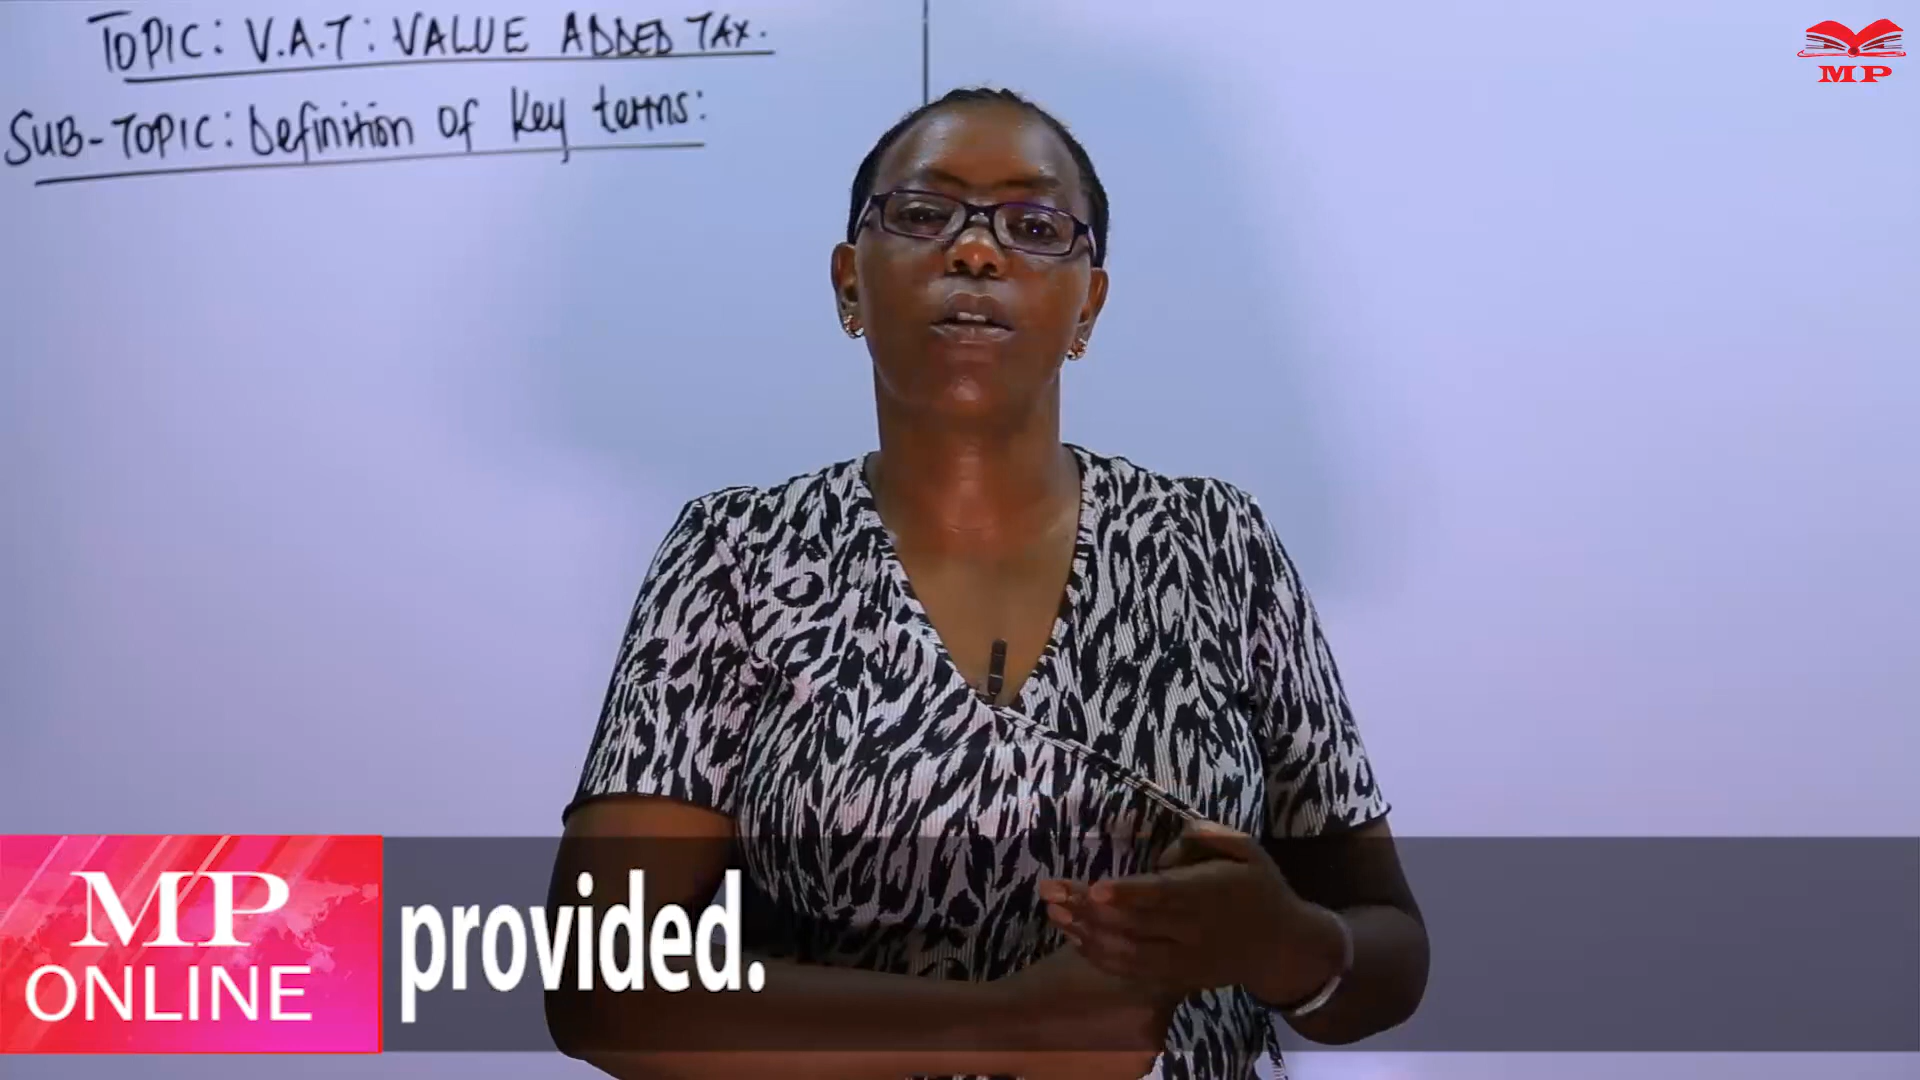 TOPIC: V.A.T: VALUE ADDED TAX.
SUB-TOPIC: Definition of key terms:
MP
MP
ONLINE
provided.